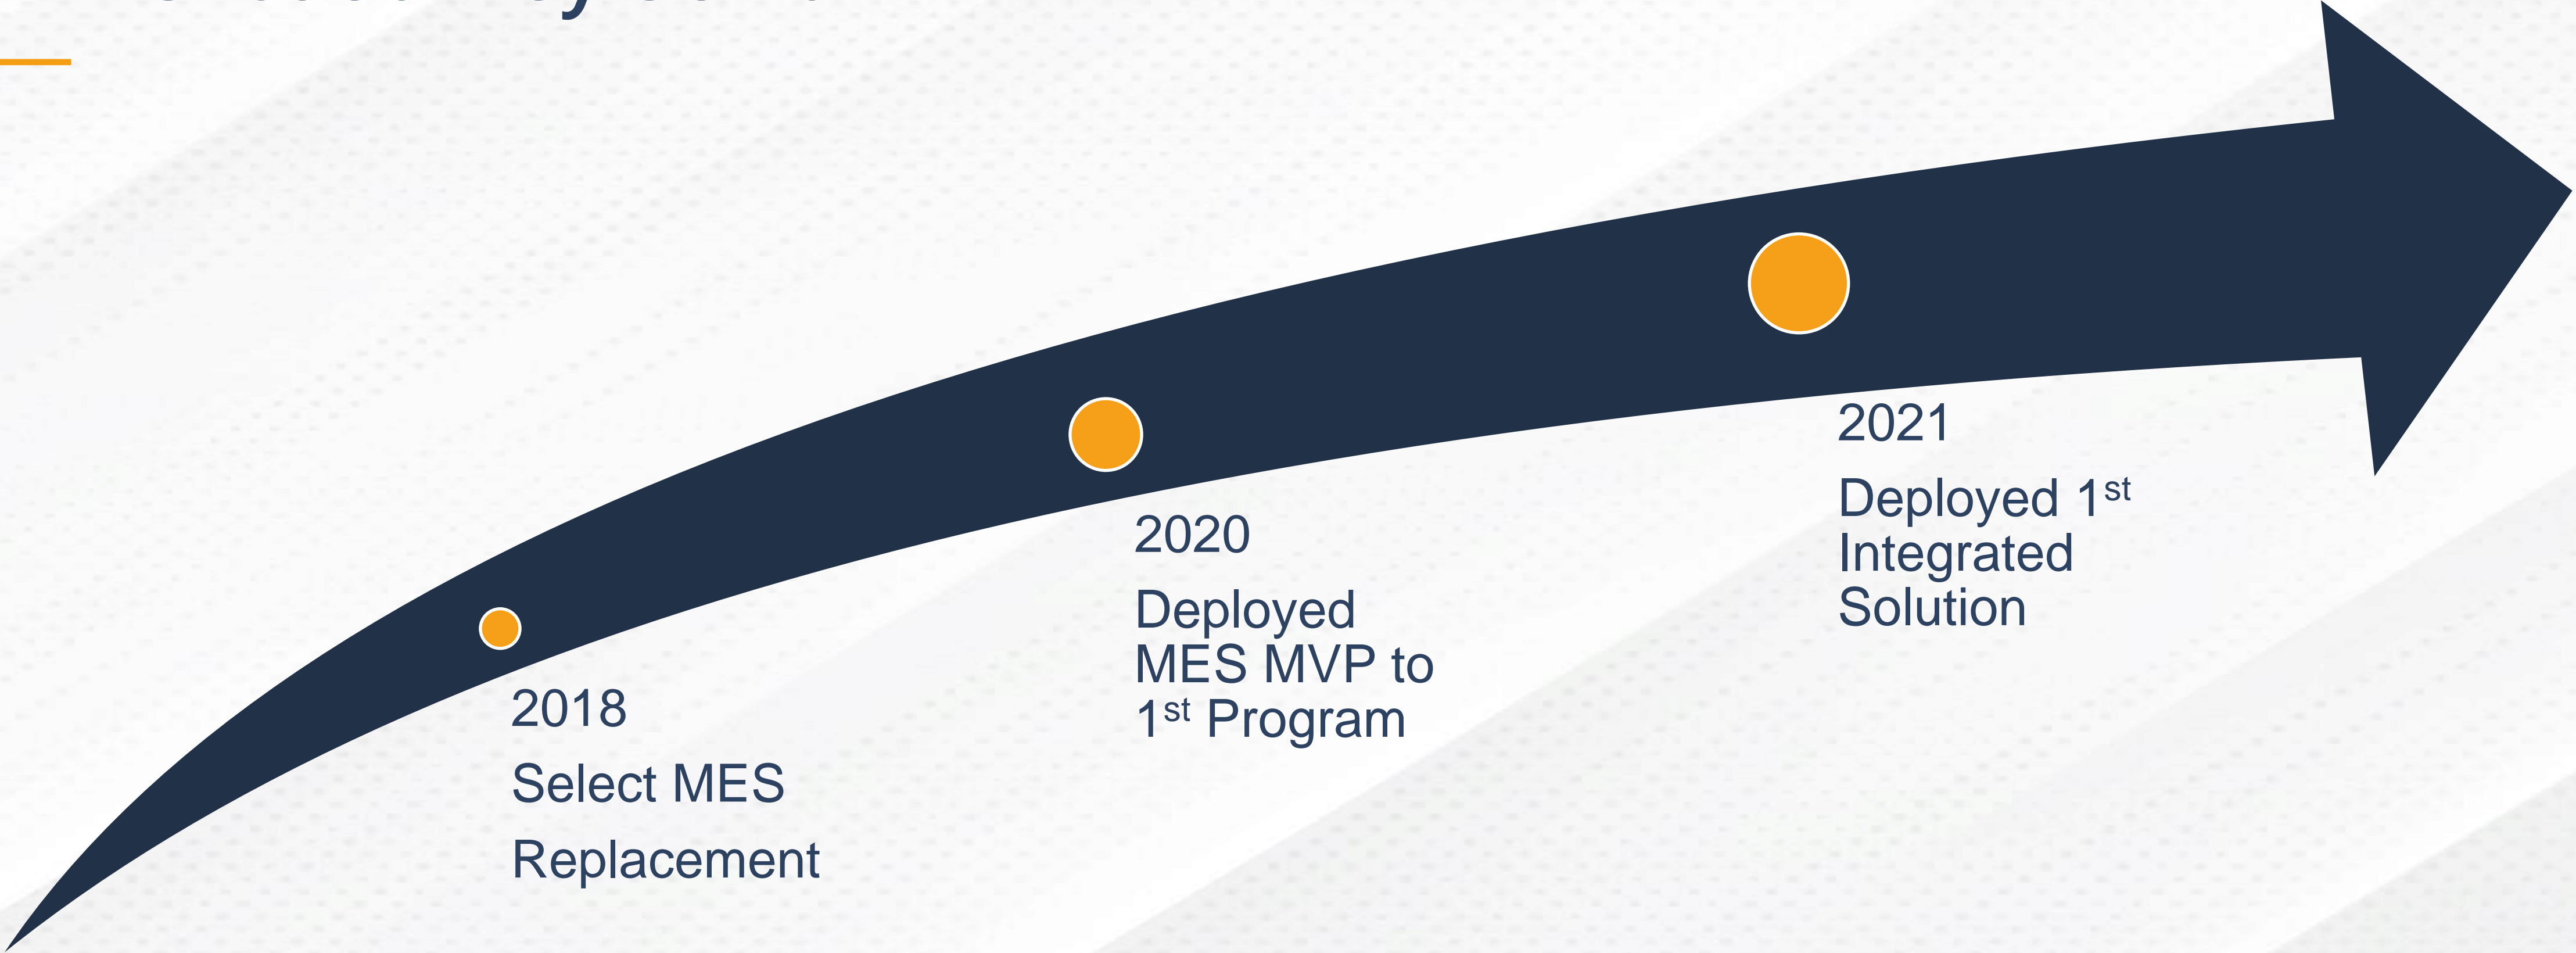 2018
Select MES
Replacement
2020
Deployed
MES MVP to
1st Program
2021
Deployed 1st
Integrated
Solution